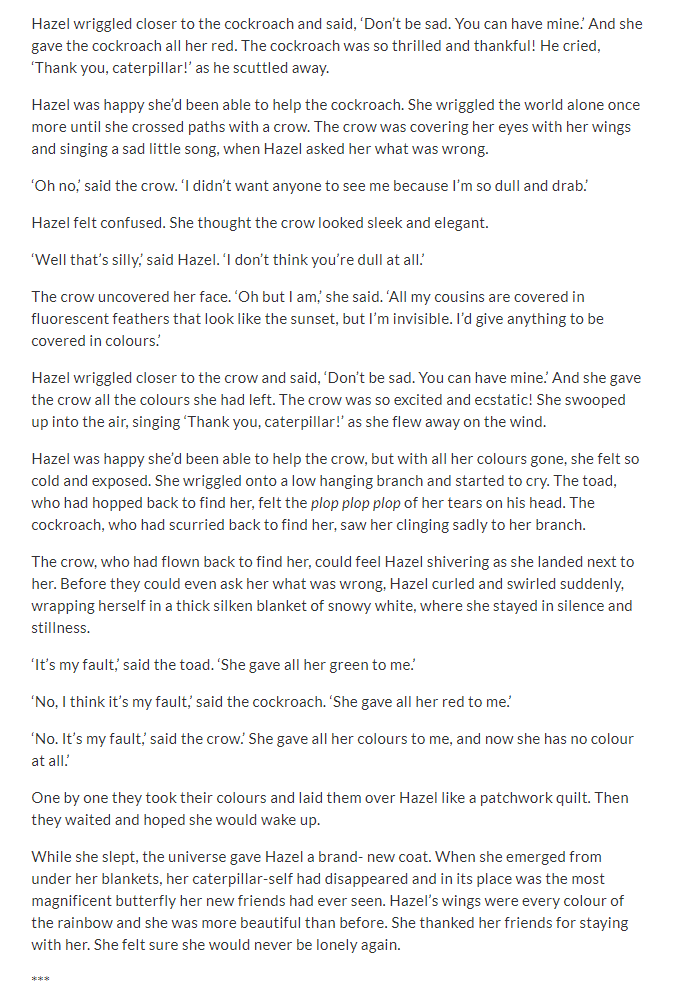 Hazel wriggled closer to the cockroach and said, ‘Don’t be sad. You can have mine.’ And she
gave the cockroach all her red. The cockroach was so thrilled and thankful! He cried,
‘Thank you, caterpillar!’ as he scuttled away.
Hazel was happy she’d been able to help the cockroach. She wriggled the world alone once
more until she crossed paths with a crow. The crow was covering her eyes with her wings
and singing a sad little song, when Hazel asked her what was wrong.
‘Oh no,’ said the crow. ‘I didn’t want anyone to see me because I’m so dull and drab.’
Hazel felt confused. She thought the crow looked sleek and elegant.
‘Well that’s silly,’ said Hazel. ‘I don’t think you’re dull at all.’
The crow uncovered her face. ‘Oh but I am,’ she said. ‘All my cousins are covered in
fluorescent feathers that look like the sunset, but I’m invisible. I’d give anything to be
covered in colours.’
Hazel wriggled closer to the crow and said, ‘Don’t be sad. You can have mine.’ And she gave
the crow all the colours she had left. The crow was so excited and ecstatic! She swooped
up into the air, singing ‘Thank you, caterpillar!’ as she flew away on the wind.
Hazel was happy she’d been able to help the crow, but with all her colours gone, she felt so
cold and exposed. She wriggled onto a low hanging branch and started to cry. The toad,
who had hopped back to find her, felt the plop plop plop of her tears on his head. The
cockroach, who had scurried back to find her, saw her clinging sadly to her branch.
The crow, who had flown back to find her, could feel Hazel shivering as she landed next to
her. Before they could even ask her what was wrong, Hazel curled and swirled suddenly,
wrapping herself in a thick silken blanket of snowy white, where she stayed in silence and
stillness.
‘It’s my fault,’ said the toad. ‘She gave all her green to me.’
‘No, I think it’s my fault,’ said the cockroach. ‘She gave all her red to me.’
‘No. It’s my fault,’ said the crow.’ She gave all her colours to me, and now she has no colour
at all.’
One by one they took their colours and laid them over Hazel like a patchwork quilt. Then
they waited and hoped she would wake up.
While she slept, the universe gave Hazel a brand- new coat. When she emerged from
under her blankets, her caterpillar-self had disappeared and in its place was the most
magnificent butterfly her new friends had ever seen. Hazel’s wings were every colour of
the rainbow and she was more beautiful than before. She thanked her friends for staying
with her. She felt sure she would never be lonely again.
***